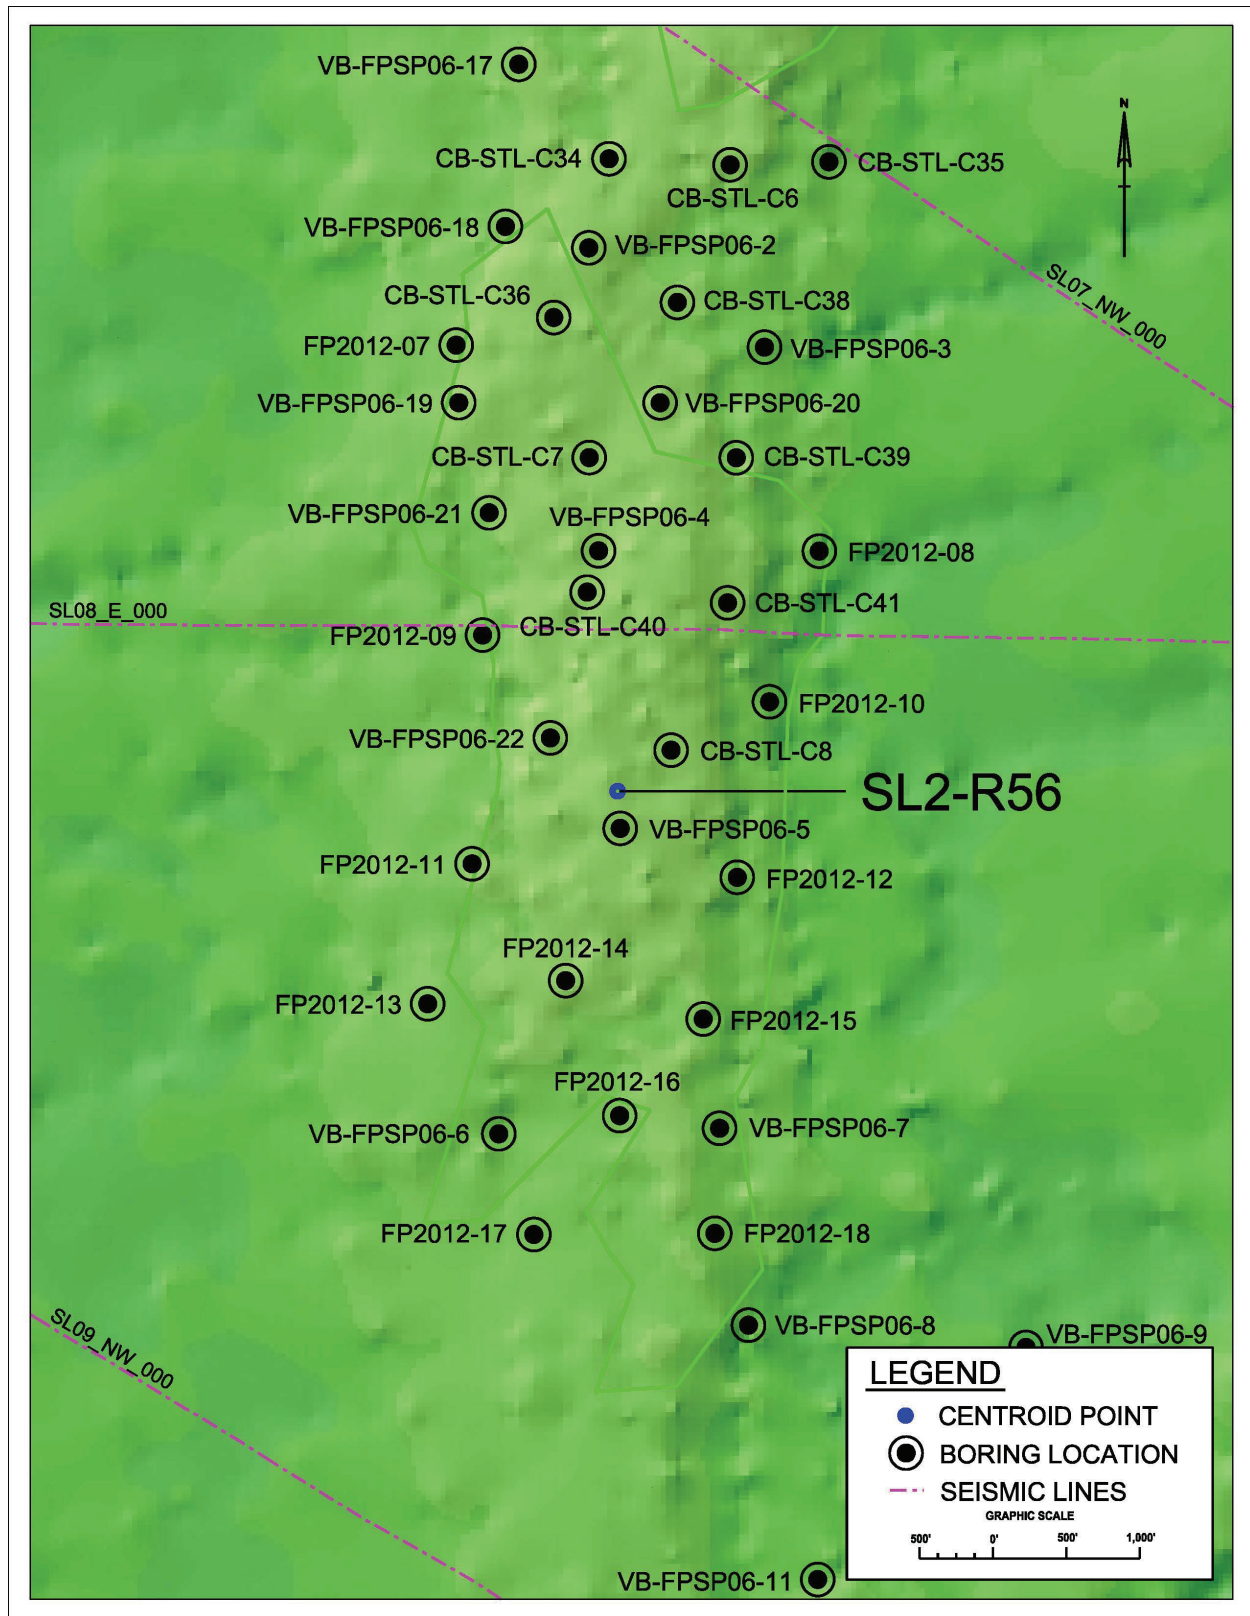 VB-FPSP06-17
N
CB-STL-C34
CB-STL-C35
CB-STL-C6
VB-FPSP06-18
VB-FPSP06-2
CB-STL-C36
CB-STL-C38
SL07_NW_000
FP2012-07
VB-FPSP06-3
VB-FPSP06-19
VB-FPSP06-20
CB-STL-C7
CB-STL-C39
VB-FPSP06-21
VB-FPSP06-4
FP2012-08
SL08_E_000
CB-STL-C41
CB-STL-C40
FP2012-09
FP2012-10
VB-FPSP06-22
CB-STL-C8
SL2-R56
VB-FPSP06-5
FP2012-11
FP2012-12
FP2012-14
FP2012-13
FP2012-15
FP2012-16
VB-FPSP06-6
VB-FPSP06-7
FP2012-17
FP2012-18
SL09_NW_000
VB-FPSP06-8
VB-FPSP06-9
LEGEND
CENTROID POINT
BORING LOCATION
SEISMIC LINES
GRAPHIC SCALE
500' 0' 500' 1,000'
VB-FPSP06-11